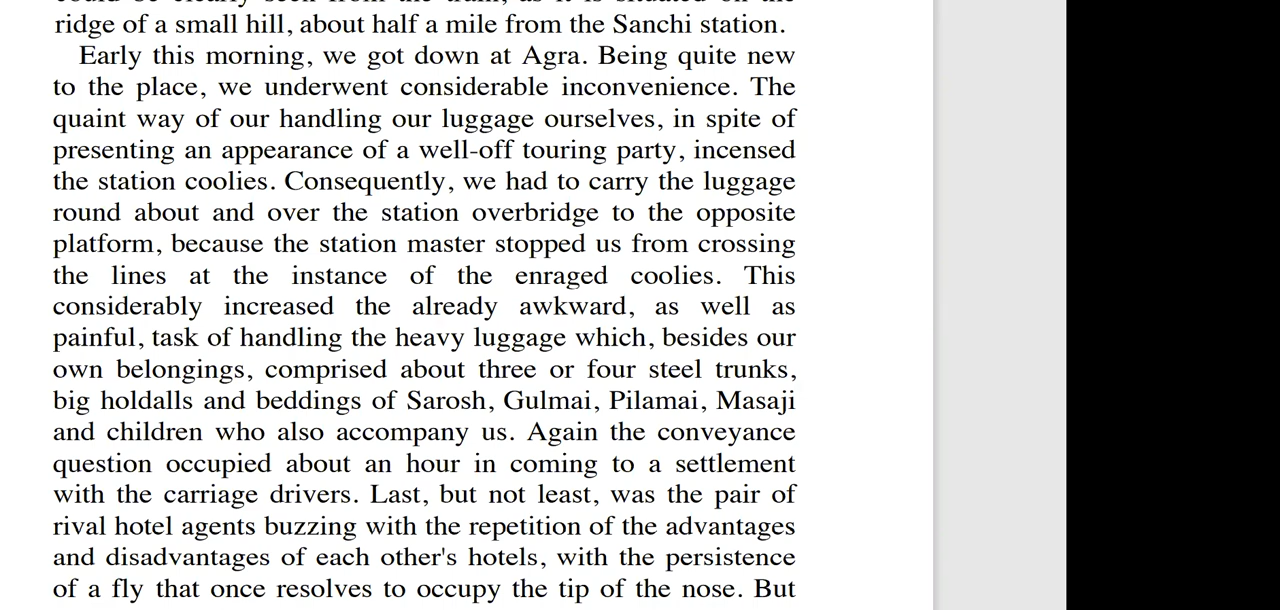 ridge of a small hill, about half a mile from the Sanchi station.
Early this morning, we got down at Agra. Being quite new
to the place, we underwent considerable inconvenience. The
quaint way of our handling our luggage ourselves, in spite of
presenting an appearance of a well-off touring party, incensed
the station coolies. Consequently, we had to carry the luggage
round about and over the station overbridge to the opposite
platform, because the station master stopped us from crossing
the lines at the instance of the enraged coolies. This
considerably increased the already awkward, as well as
painful, task of handling the heavy luggage which, besides our
own belongings, comprised about three or four steel trunks,
big holdalls and beddings of Sarosh, Gulmai, Pilamai, Masaji
and children who also accompany us. Again the conveyance
question occupied about an hour in coming to a settlement
with the carriage drivers. Last, but not least, was the pair of
rival hotel agents buzzing with the repetition of the advantages
and disadvantages of each other's hotels, with the persistence
of a fly that once resolves to occupy the tip of the nose. But